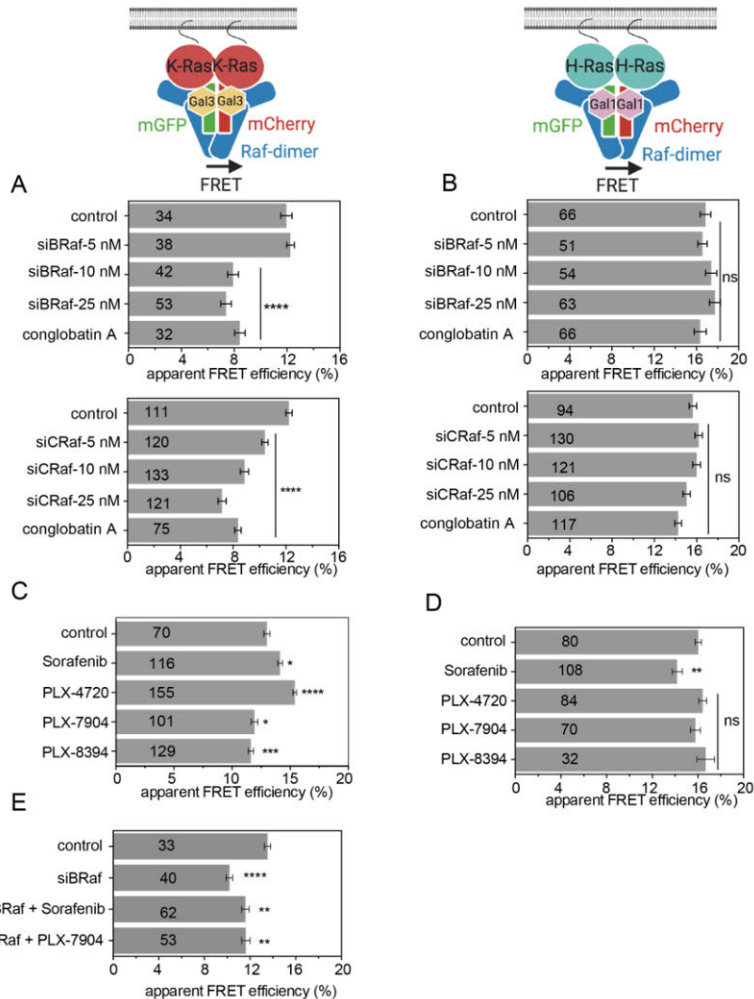 K-Ras K-Ras
Gal3 Gal3
mGFP mCherry
Raf-dimer
FRET
H-Ras H-Ras
Gal1 Gal1
mGFP mCherry
Raf-dimer
FRET
A
control 34
siBRaf-5 nM 38
siBRaf-10 nM 42
siBRaf-25 nM 53 ****
conglobatin A 32
0 4 8 12 16
apparent FRET efficiency (%)
control 111
siCRaf-5 nM 120
siCRaf-10 nM 133
siCRaf-25 nM 121 ****
conglobatin A 75
0 4 8 12 16
apparent FRET efficiency (%)
B
control 66
siBRaf-5 nM 51
siBRaf-10 nM 54 ns
siBRaf-25 nM 63
conglobatin A 66
0 4 8 12 16 20
apparent FRET efficiency (%)
control 94
siCRaf-5 nM 130
siCRaf-10 nM 121 ns
siCRaf-25 nM 106
conglobatin A 117
0 4 8 12 16 20
apparent FRET efficiency (%)
C
control 70
Sorafenib 116 *
PLX-4720 155 ****
PLX-7904 101 *
PLX-8394 129 ***
0 5 10 15 20
apparent FRET efficiency (%)
D
control 80
Sorafenib 108 **
PLX-4720 84 ns
PLX-7904 70
PLX-8394 32
0 4 8 12 16 20
apparent FRET efficiency (%)
E
control 33
siBRaf 40 ****
BRaf + Sorafenib 62 **
Raf + PLX-7904 53 **
0 4 8 12 16 20
apparent FRET efficiency (%)